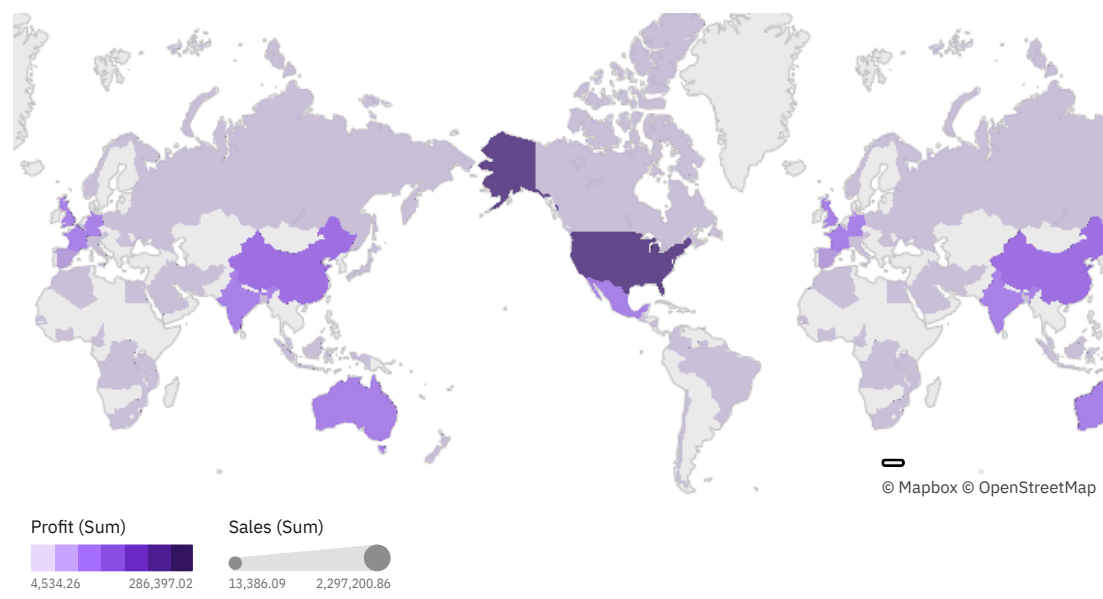 © Mapbox © OpenStreetMap
Profit (Sum)
4,534.26 286,397.02
Sales (Sum)
13,386.09 2,297,200.86